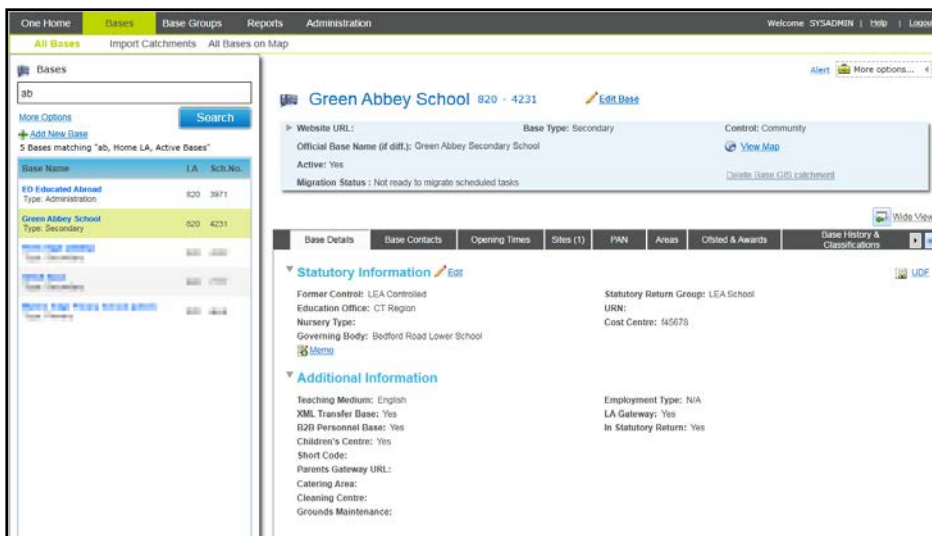 One Home Bases Base Groups Reports Administration Welcome SYSADMIN | Help | Logout
All Bases Import Catchments All Bases on Map
Bases
ab
More Options Search
Add New Base
5 Bases matching "ab, Home LA, Active Bases"
Base Name LA Sch.No.
ED Educated Abroad 820 3971
Type: Administration
Green Abbey School 820 4231
Type: Secondary
Alert More options...
Green Abbey School 820 - 4231 Edit Base
Website URL: Base Type: Secondary Control: Community
Official Base Name (if diff.): Green Abbey Secondary School View Map
Active: Yes
Migration Status : Not ready to migrate scheduled tasks Delete Base GIS catchment
Wide View
Base Details Base Contacts Opening Times Sites (1) PAN Areas Ofsted & Awards Base History & Classifications
Statutory Information Edit UDF
Former Control: LEA Controlled Statutory Return Group: LEA School
Education Office: CT Region URN:
Nursery Type: Cost Centre: f45678
Governing Body: Bedford Road Lower School
Memo
Additional Information
Teaching Medium: English Employment Type: N/A
XML Transfer Base: Yes LA Gateway: Yes
B2B Personnel Base: Yes In Statutory Return: Yes
Children's Centre: Yes
Short Code:
Parents Gateway URL:
Catering Area:
Cleaning Centre:
Grounds Maintenance: